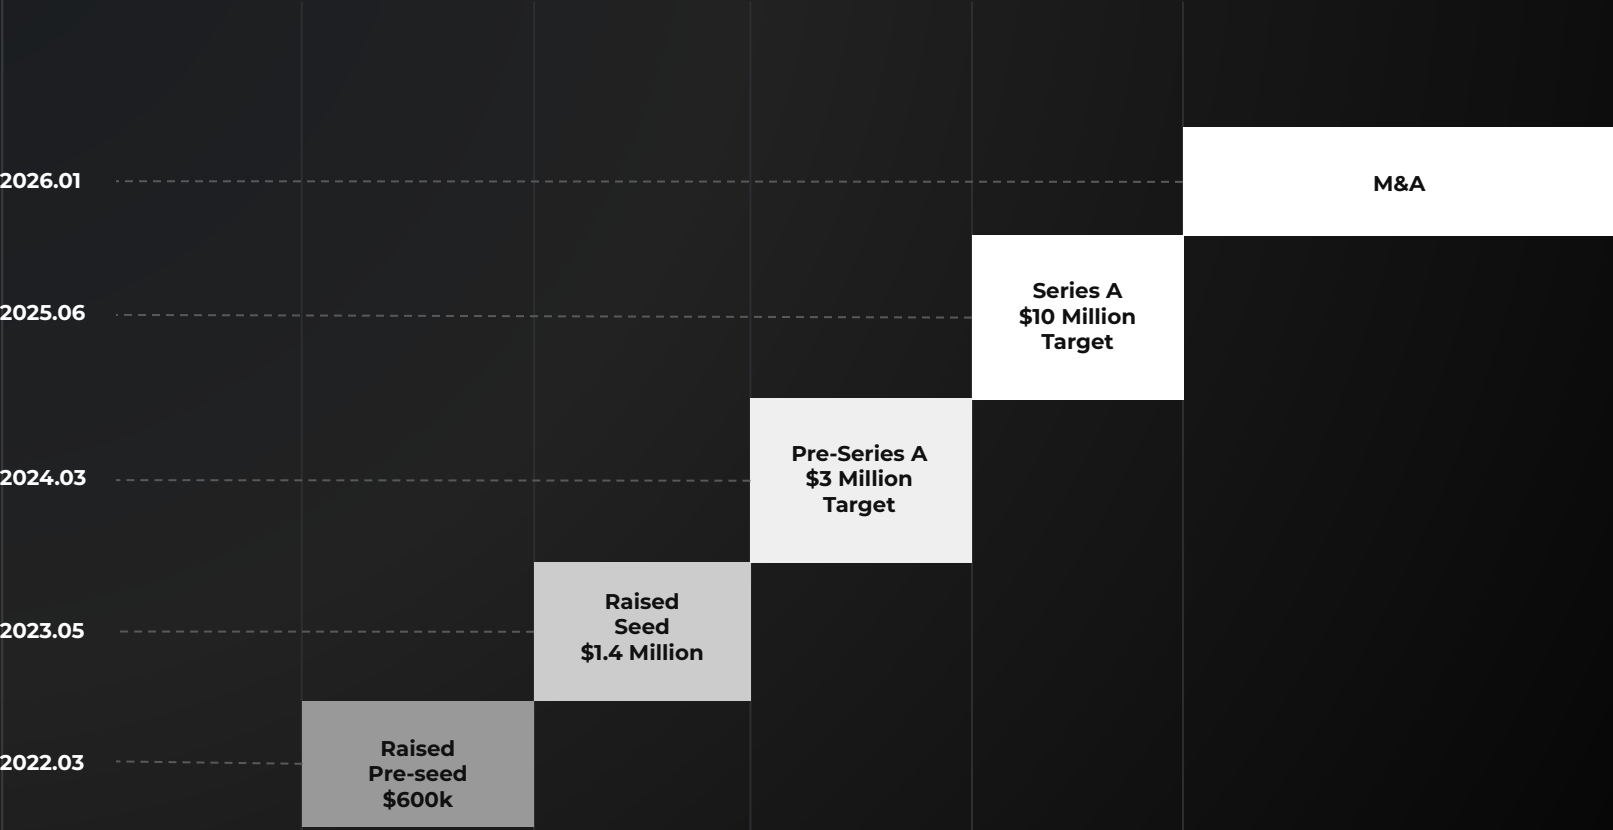 2026.01
M&A
2025.06
Series A
$10 Million
Target
2024.03
Pre-Series A
$3 Million
Target
2023.05
Raised
Seed
$1.4 Million
2022.03
Raised
Pre-seed
$600k